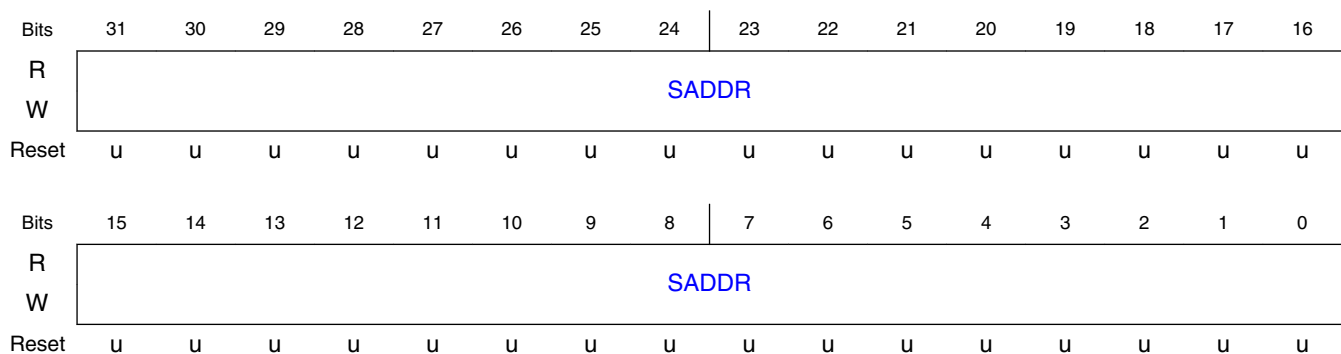 Bits 31 30 29 28 27 26 25 24 23 22 21 20 19 18 17 16
R
SADDR
W
Reset u u u u u u u u u u u u u u u u
Bits 15 14 13 12 11 10 9 8 7 6 5 4 3 2 1 0
R
SADDR
W
Reset u u u u u u u u u u u u u u u u